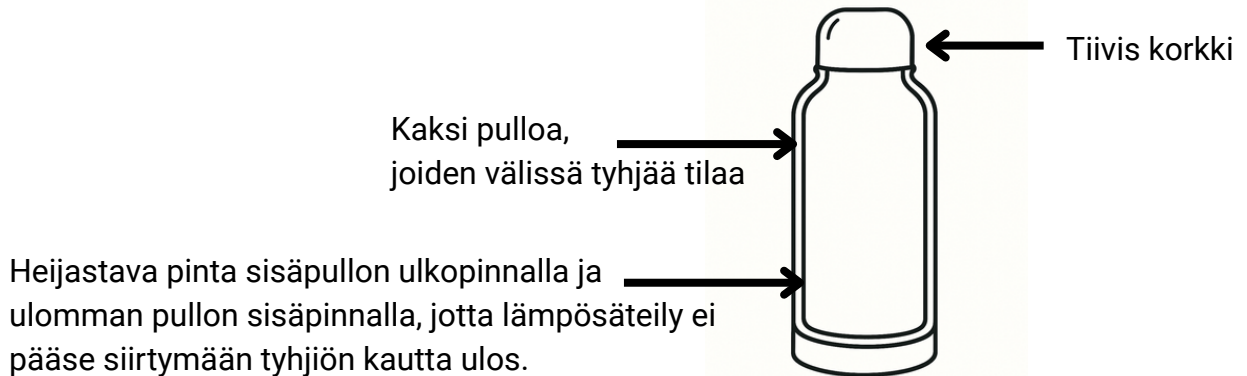 Tiivis korkki
Kaksi pulloa,
joiden välissä tyhjää tilaa
Heijastava pinta sisäpullon ulkopinnalla ja
ulomman pullon sisäpinnalla, jotta lämpösäteily ei
pääse siirtymään tyhjiön kautta ulos.